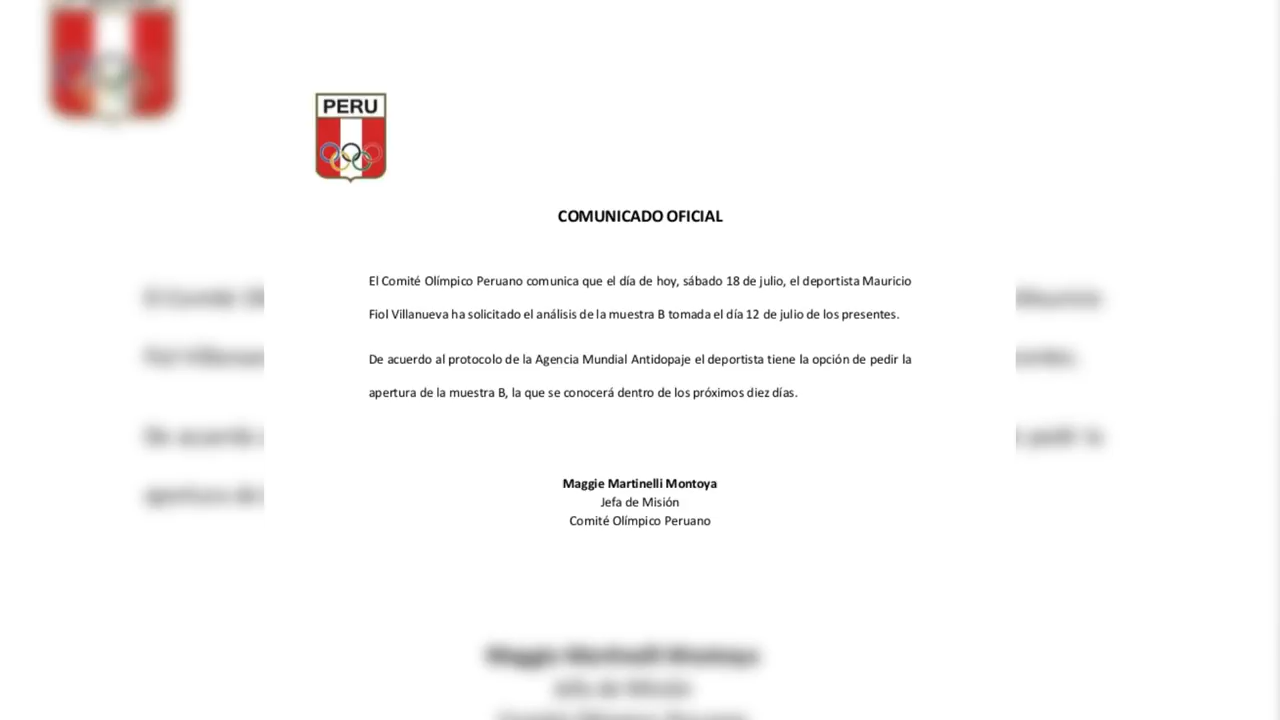 PERU
COMUNICADO OFICIAL
El Comité Olímpico Peruano comunica que el día de hoy, sábado 18 de julio, el deportista Mauricio
Fiol Villanueva ha solicitado el análisis de la muestra B tomada el día 12 de julio de los presentes.
De acuerdo al protocolo de la Agencia Mundial Antidopaje el deportista tiene la opción de pedir la
apertura de la muestra B, la que se conocerá dentro de los próximos diez días.
Maggie Martinelli Montoya
Jefa de Misión
Comité Olímpico Peruano